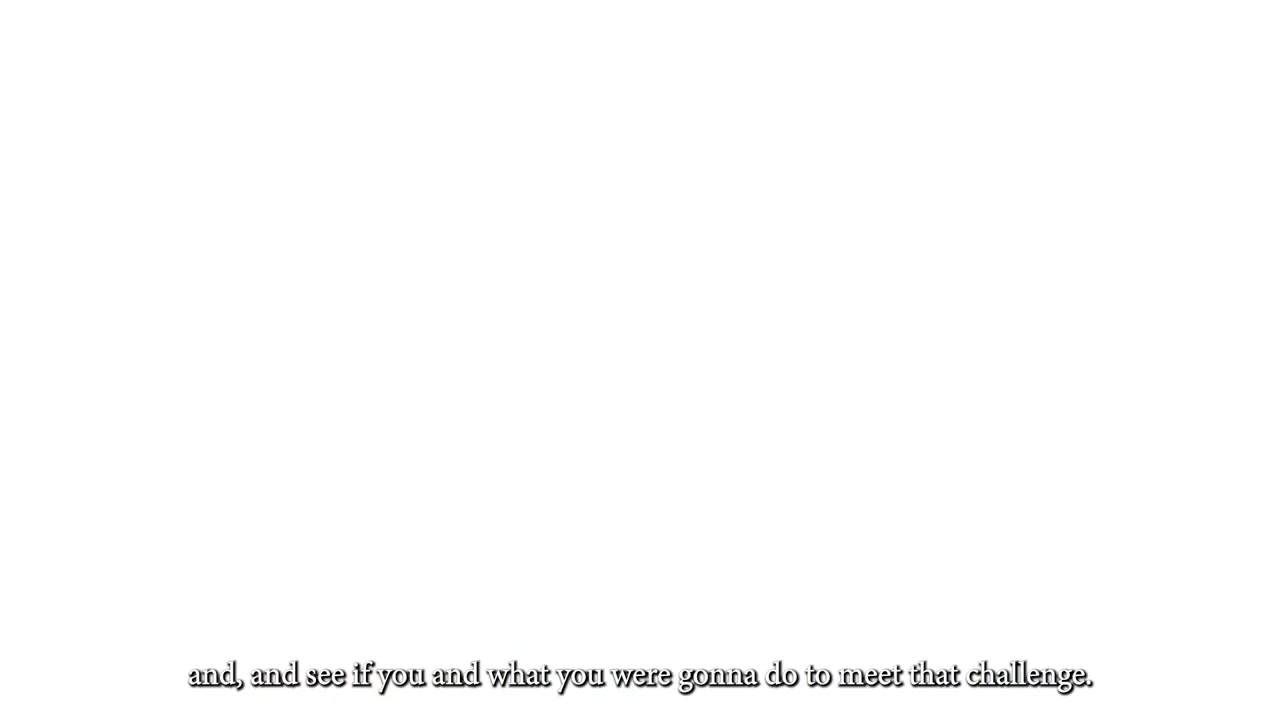 and, and see if you and what you were gonna do to meet that challenge.